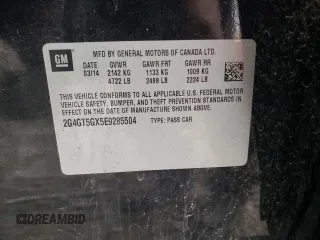 GM
MFD BY GENERAL MOTORS OF CANADA LTD.
DATE GVWR GAWR FRT GAWR RR
03/14 2142 KG 1133 KG 1009 KG
4722 LB 2498 LB 2224 LB
THIS VEHICLE CONFORMS TO ALL APPLICABLE U.S. FEDERAL MOTOR
VEHICLE SAFETY, BUMPER, AND THEFT PREVENTION STANDARDS IN
EFFECT ON THE DATE OF MANUFACTURE SHOWN ABOVE.
2G4GT5GX5E9285504 TYPE: PASS CAR
DREAMBID